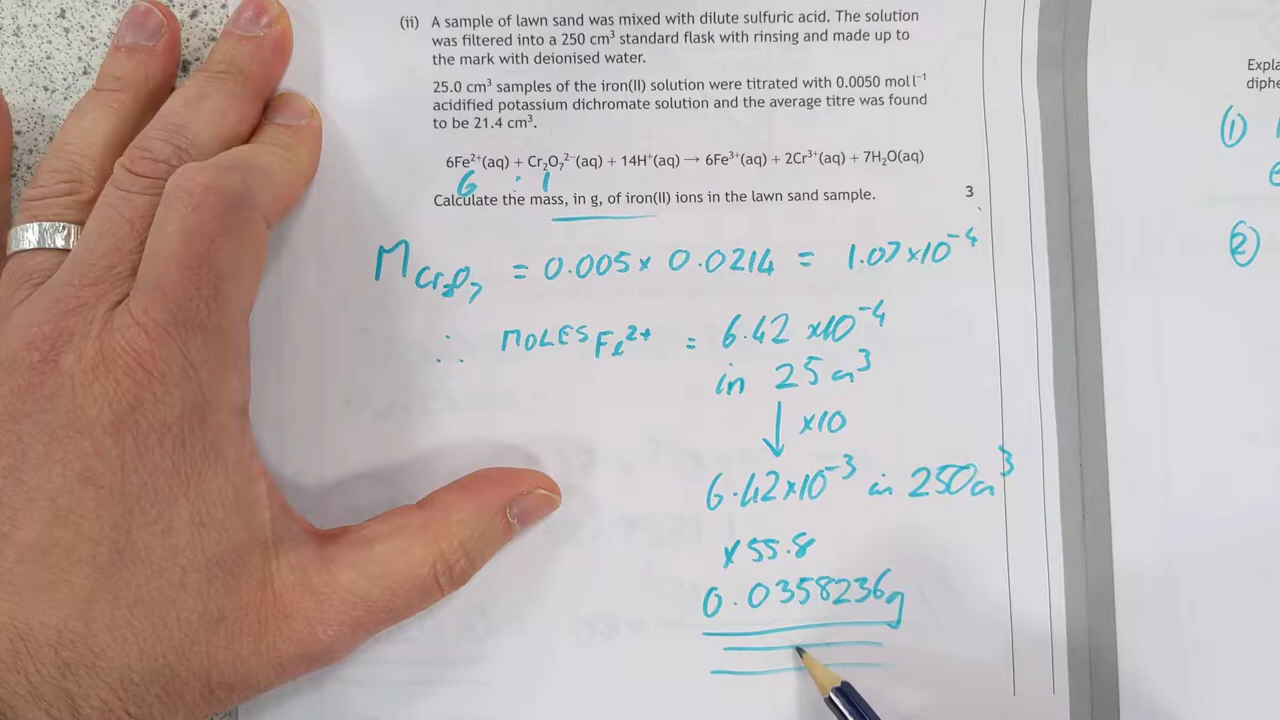 (ii) A sample of lawn sand was mixed with dilute sulfuric acid. The solution
was filtered into a 250 cm³ standard flask with rinsing and made up to
the mark with deionised water.
25.0 cm³ samples of the iron(II) solution were titrated with 0.0050 mol l⁻¹
acidified potassium dichromate solution and the average titre was found
to be 21.4 cm³.
6Fe²⁺(aq) + Cr₂O₇²⁻(aq) + 14H⁺(aq) → 6Fe³⁺(aq) + 2Cr³⁺(aq) + 7H₂O(aq)
6 : 1
Calculate the mass, in g, of iron(II) ions in the lawn sand sample. 3
= 0.005 × 0.0214 = 1.07 × 10⁻⁴
∴ MOLES Fe²⁺ = 6.42 × 10⁻⁴
in 25
↓ ×10
6.42 × 10⁻³ in 250
× 55.8
0.0358236g
Expla
diphe
①
②